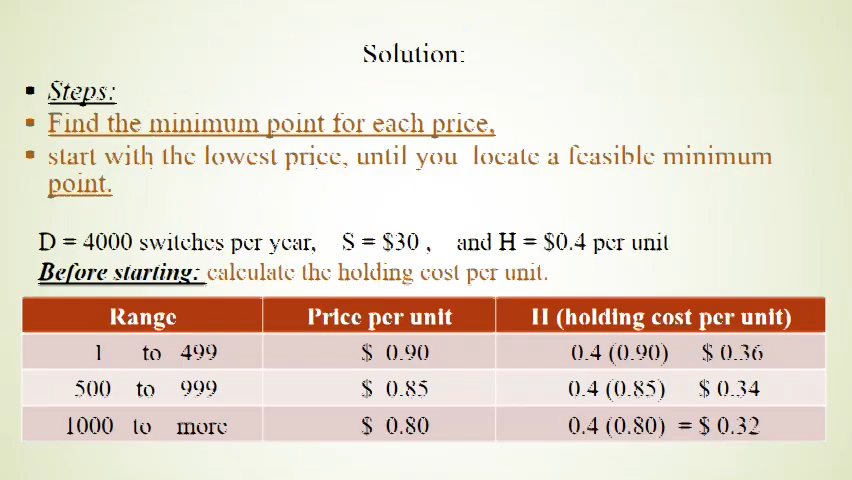 Solution:
Steps:
Find the minimum point for each price,
start with the lowest price, until you locate a feasible minimum
point.
D = 4000 switches per year, S = $30 , and H = $0.4 per unit
Before starting: calculate the holding cost per unit.
Range Price per unit H (holding cost per unit)
1 to 499 $ 0.90 0.4 (0.90) $ 0.36
500 to 999 $ 0.85 0.4 (0.85) $ 0.34
1000 to more $ 0.80 0.4 (0.80) = $ 0.32